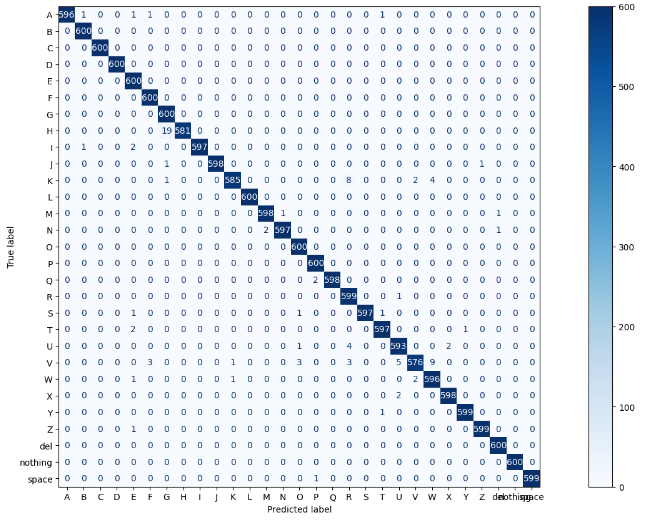 A 596 1 0 0 1 1 0 0 0 0 0 0 0 0 0 0 0 0 0 1 0 0 0 0 0 0 0 0 0
B 0 600 0 0 0 0 0 0 0 0 0 0 0 0 0 0 0 0 0 0 0 0 0 0 0 0 0 0 0
C 0 0 600 0 0 0 0 0 0 0 0 0 0 0 0 0 0 0 0 0 0 0 0 0 0 0 0 0 0
D 0 0 0 600 0 0 0 0 0 0 0 0 0 0 0 0 0 0 0 0 0 0 0 0 0 0 0 0 0
E 0 0 0 0 600 0 0 0 0 0 0 0 0 0 0 0 0 0 0 0 0 0 0 0 0 0 0 0 0
F 0 0 0 0 0 600 0 0 0 0 0 0 0 0 0 0 0 0 0 0 0 0 0 0 0 0 0 0 0
G 0 0 0 0 0 0 600 0 0 0 0 0 0 0 0 0 0 0 0 0 0 0 0 0 0 0 0 0 0
H 0 0 0 0 0 0 19 581 0 0 0 0 0 0 0 0 0 0 0 0 0 0 0 0 0 0 0 0 0
I 0 1 0 0 2 0 0 0 597 0 0 0 0 0 0 0 0 0 0 0 0 0 0 0 0 0 0 0 0
J 0 0 0 0 0 0 1 0 0 598 0 0 0 0 0 0 0 0 0 0 0 0 0 0 0 1 0 0 0
K 0 0 0 0 0 0 1 0 0 0 585 0 0 0 0 0 0 8 0 0 0 2 4 0 0 0 0 0 0
L 0 0 0 0 0 0 0 0 0 0 0 600 0 0 0 0 0 0 0 0 0 0 0 0 0 0 0 0 0
M 0 0 0 0 0 0 0 0 0 0 0 0 598 1 0 0 0 0 0 0 0 0 0 0 0 0 1 0 0
N 0 0 0 0 0 0 0 0 0 0 0 0 2 597 0 0 0 0 0 0 0 0 0 0 0 0 1 0 0
O 0 0 0 0 0 0 0 0 0 0 0 0 0 0 600 0 0 0 0 0 0 0 0 0 0 0 0 0 0
P 0 0 0 0 0 0 0 0 0 0 0 0 0 0 0 600 0 0 0 0 0 0 0 0 0 0 0 0 0
Q 0 0 0 0 0 0 0 0 0 0 0 0 0 0 0 2 598 0 0 0 0 0 0 0 0 0 0 0 0
R 0 0 0 0 0 0 0 0 0 0 0 0 0 0 0 0 0 599 0 0 1 0 0 0 0 0 0 0 0
S 0 0 0 0 1 0 0 0 0 0 0 0 0 0 1 0 0 0 597 1 0 0 0 0 0 0 0 0 0
T 0 0 0 0 2 0 0 0 0 0 0 0 0 0 0 0 0 0 0 597 0 0 0 0 1 0 0 0 0
U 0 0 0 0 0 0 0 0 0 0 0 0 0 0 1 0 0 4 0 0 593 0 0 2 0 0 0 0 0
V 0 0 0 0 0 3 0 0 0 0 1 0 0 0 3 0 0 3 0 0 5 576 9 0 0 0 0 0 0
W 0 0 0 0 1 0 0 0 0 0 1 0 0 0 0 0 0 0 0 0 0 2 596 0 0 0 0 0 0
X 0 0 0 0 0 0 0 0 0 0 0 0 0 0 0 0 0 0 0 0 2 0 0 598 0 0 0 0 0
Y 0 0 0 0 0 0 0 0 0 0 0 0 0 0 0 0 0 0 0 1 0 0 0 0 599 0 0 0 0
Z 0 0 0 0 1 0 0 0 0 0 0 0 0 0 0 0 0 0 0 0 0 0 0 0 0 599 0 0 0
del 0 0 0 0 0 0 0 0 0 0 0 0 0 0 0 0 0 0 0 0 0 0 0 0 0 0 600 0 0
nothing 0 0 0 0 0 0 0 0 0 0 0 0 0 0 0 0 0 0 0 0 0 0 0 0 0 0 0 600 0
space 0 0 0 0 0 0 0 0 0 0 0 0 0 0 0 1 0 0 0 0 0 0 0 0 0 0 0 0 599
A B C D E F G H I J K L M N O P Q R S T U V W X Y Z del nothing space
Predicted label
True label
600
500
400
300
200
100
0